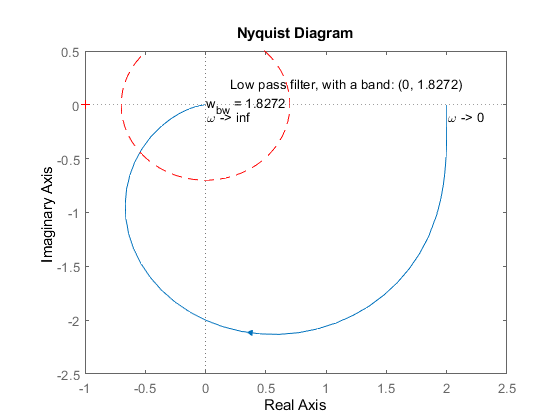 Nyquist Diagram
0.5
Low pass filter, with a band: (0, 1.8272)
0
w_bw = 1.8272
ω -> inf
ω -> 0
-0.5
-1
-1.5
-2
-2.5
Imaginary Axis
-1 -0.5 0 0.5 1 1.5 2 2.5
Real Axis